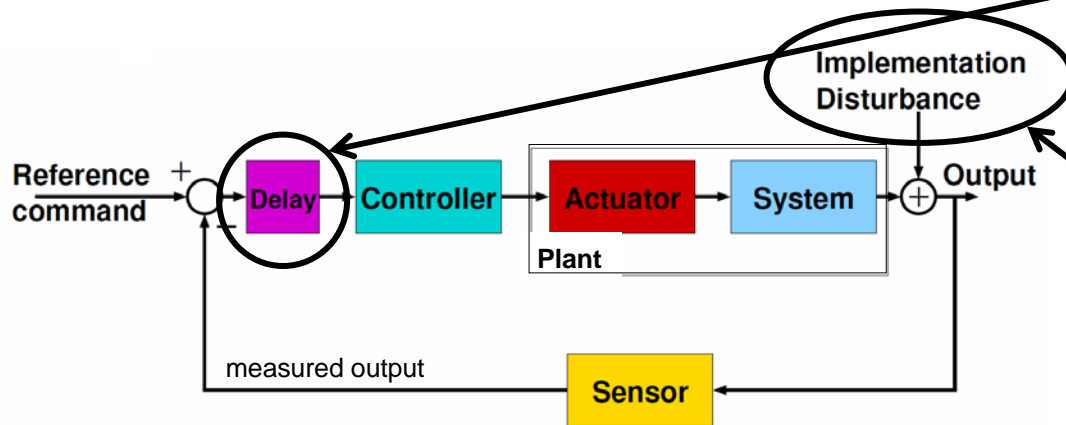 Implementation
Disturbance
Reference
command
+
−
Delay
Controller
Actuator
System
+
Output
Plant
measured output
Sensor